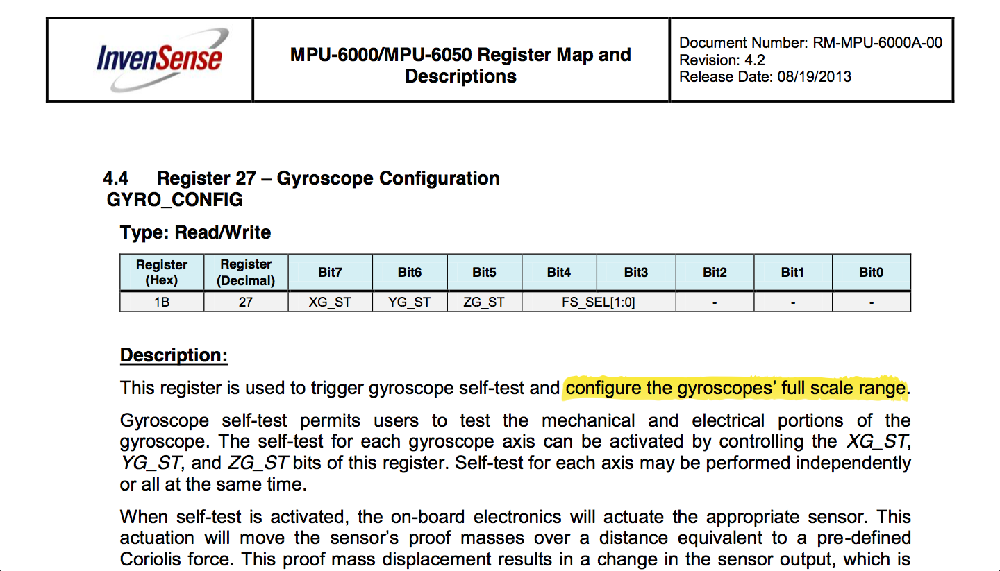 InvenSense
MPU-6000/MPU-6050 Register Map and
Descriptions
Document Number: RM-MPU-6000A-00
Revision: 4.2
Release Date: 08/19/2013
4.4 Register 27 – Gyroscope Configuration
GYRO_CONFIG
Type: Read/Write
Register (Hex) Register (Decimal) Bit7 Bit6 Bit5 Bit4 Bit3 Bit2 Bit1 Bit0
1B 27 XG_ST YG_ST ZG_ST FS_SEL[1:0] - - -
Description:
This register is used to trigger gyroscope self-test and configure the gyroscopes’ full scale range.
Gyroscope self-test permits users to test the mechanical and electrical portions of the
gyroscope. The self-test for each gyroscope axis can be activated by controlling the XG_ST,
YG_ST, and ZG_ST bits of this register. Self-test for each axis may be performed independently
or all at the same time.
When self-test is activated, the on-board electronics will actuate the appropriate sensor. This
actuation will move the sensor’s proof masses over a distance equivalent to a pre-defined
Coriolis force. This proof mass displacement results in a change in the sensor output, which is